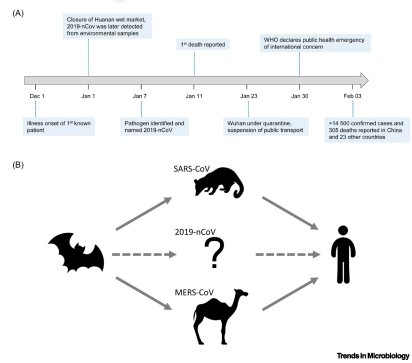 (A)
Closure of Huanan wet market,
2019-nCov was later detected
from environmental samples
1st death reported
WHO declares public health emergency
of international concern
Dec 1
Jan 1
Jan 7
Jan 11
Jan 23
Jan 30
Feb 03
Illness onset of 1st known
patient
Pathogen identified and
named 2019-nCoV
Wuhan under quarantine,
suspension of public transport
>14 500 confirmed cases and
305 deaths reported in China
and 23 other countries
(B)
SARS-CoV
2019-nCoV
?
MERS-CoV
Trends in Microbiology